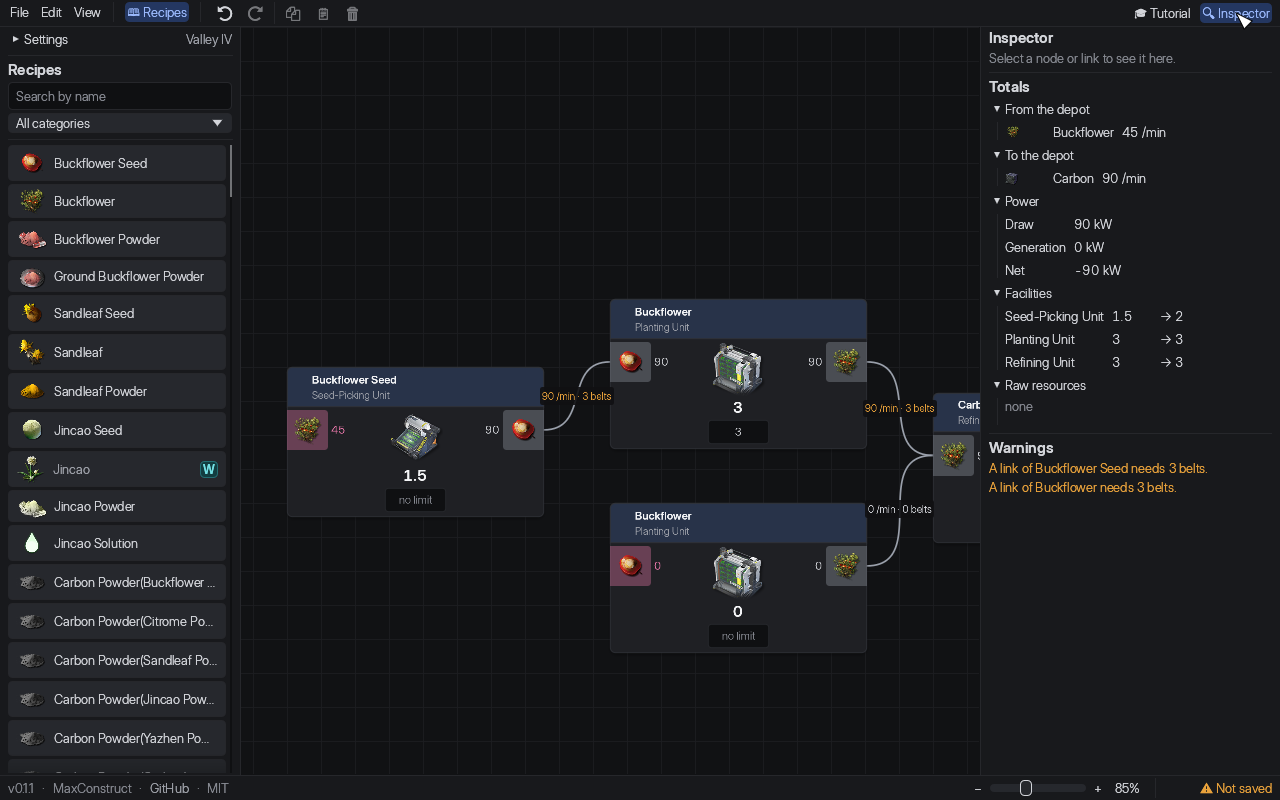 File Edit View Recipes Tutorial Inspector
Settings Valley IV
Recipes
Search by name
All categories
Buckflower Seed
Buckflower
Buckflower Powder
Ground Buckflower Powder
Sandleaf Seed
Sandleaf
Sandleaf Powder
Jincao Seed
Jincao W
Jincao Powder
Jincao Solution
Carbon Powder(Buckflower ...
Carbon Powder(Citrome Po...
Carbon Powder(Sandleaf Po...
Carbon Powder(Jincao Pow...
Carbon Powder(Yazhen Po...
Buckflower Seed
Seed-Picking Unit
45
90
1.5
no limit
90 /min · 3 belts
Buckflower
Planting Unit
90
90
3
3
90 /min · 3 belts
Buckflower
Planting Unit
0
0
0
no limit
0 /min · 0 belts
Carb
Refin
Inspector
Select a node or link to see it here.
Totals
From the depot
Buckflower 45 /min
To the depot
Carbon 90 /min
Power
Draw 90 kW
Generation 0 kW
Net -90 kW
Facilities
Seed-Picking Unit 1.5 → 2
Planting Unit 3 → 3
Refining Unit 3 → 3
Raw resources
none
Warnings
A link of Buckflower Seed needs 3 belts.
A link of Buckflower needs 3 belts.
v0.1.1 · MaxConstruct · GitHub · MIT
− + 85% Not saved